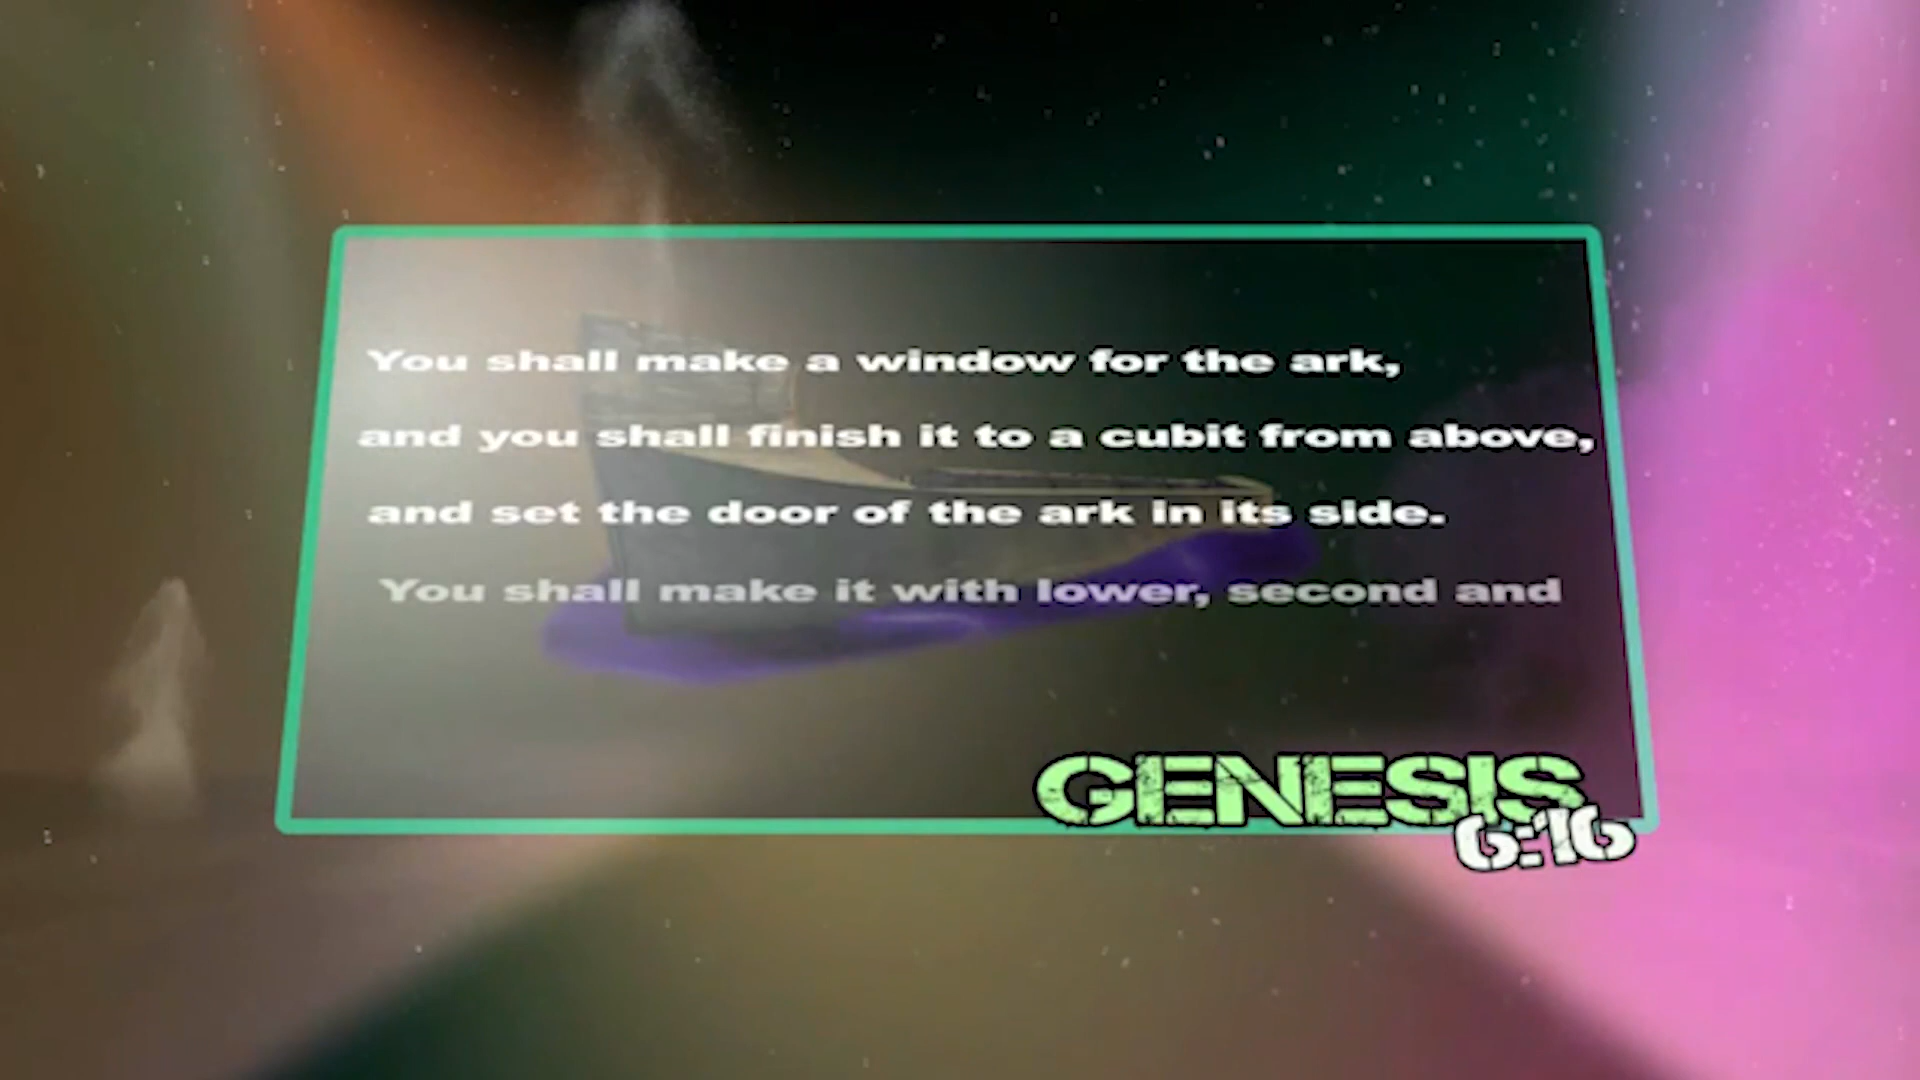 You shall make a window for the ark,
and you shall finish it to a cubit from above,
and set the door of the ark in its side.
You shall make it with lower, second and
GENESIS
6:16